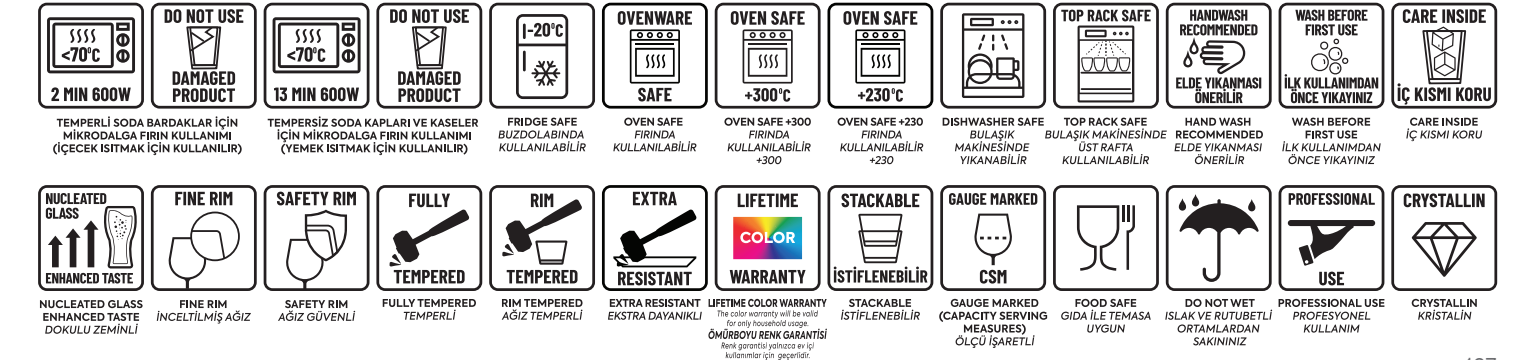 <70°C
2 MIN 600W
DO NOT USE
DAMAGED
PRODUCT
TEMPERLİ SODA BARDAKLAR İÇİN
MİKRODALGA FIRIN KULLANIMI
(İÇECEK ISITMAK İÇİN KULLANILIR)
<70°C
13 MIN 600W
DO NOT USE
DAMAGED
PRODUCT
TEMPERSİZ SODA KAPLARI VE KASELER
İÇİN MİKRODALGA FIRIN KULLANIMI
(YEMEK ISITMAK İÇİN KULLANILIR)
-20°C
FRIDGE SAFE
BUZDOLABINDA
KULLANILABİLİR
OVENWARE
SAFE
OVEN SAFE
FIRINDA
KULLANILABİLİR
OVEN SAFE
+300°C
OVEN SAFE +300
FIRINDA
KULLANILABİLİR
+300
OVEN SAFE
+230°C
OVEN SAFE +230
FIRINDA
KULLANILABİLİR
+230
DISHWASHER SAFE
BULAŞIK
MAKİNESİNDE
YIKANABİLİR
TOP RACK SAFE
TOP RACK SAFE
BULAŞIK MAKİNESİNDE
ÜST RAFTA
KULLANILABİLİR
HANDWASH
RECOMMENDED
ELDE YIKANMASI
ÖNERİLİR
HAND WASH
RECOMMENDED
ELDE YIKANMASI
ÖNERİLİR
WASH BEFORE
FIRST USE
İLK KULLANIMDAN
ÖNCE YIKAYINIZ
WASH BEFORE
FIRST USE
İLK KULLANIMDAN
ÖNCE YIKAYINIZ
CARE INSIDE
İÇ KISMI KORU
CARE INSIDE
İÇ KISMI KORU
NUCLEATED
GLASS
ENHANCED TASTE
NUCLEATED GLASS
ENHANCED TASTE
DOKULU ZEMİNLİ
FINE RIM
FINE RIM
İNCELTİLMİŞ AĞIZ
SAFETY RIM
SAFETY RIM
AĞIZ GÜVENLİ
FULLY
TEMPERED
FULLY TEMPERED
TEMPERLİ
RIM
TEMPERED
RIM TEMPERED
AĞIZ TEMPERLİ
EXTRA
RESISTANT
EXTRA RESISTANT
EKSTRA DAYANIKLI
LIFETIME
COLOR
WARRANTY
LIFETIME COLOR WARRANTY
The color warranty will be valid
for only household usage.
ÖMÜRBOYU RENK GARANTİSİ
Renk garantisi yalnızca ev içi
kullanımlar için geçerlidir.
STACKABLE
İSTİFLENEBİLİR
STACKABLE
İSTİFLENEBİLİR
GAUGE MARKED
CSM
GAUGE MARKED
(CAPACITY SERVING
MEASURES)
ÖLÇÜ İŞARETLİ
FOOD SAFE
GIDA İLE TEMASA
UYGUN
DO NOT WET
ISLAK VE RUTUBETLİ
ORTAMLARDAN
SAKININIZ
PROFESSIONAL
USE
PROFESSIONAL USE
PROFESYONEL
KULLANIM
CRYSTALLIN
CRYSTALLIN
KRİSTALİN